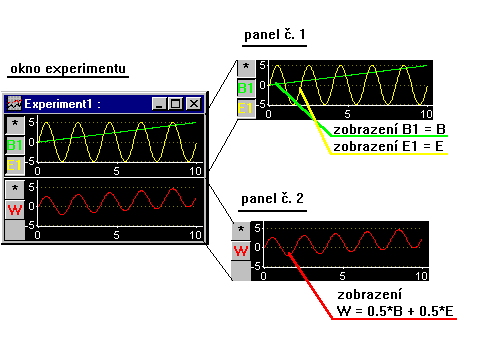 panel č. 1
okno experimentu
Experiment1 :
*
B1
E1
5
0
-5
0
5
10
*
W
5
0
-5
0
5
10
*
B1
E1
5
0
-5
0
5
10
zobrazení B1 = B
zobrazení E1 = E
panel č. 2
*
W
5
0
-5
0
5
10
zobrazení
W = 0.5*B + 0.5*E